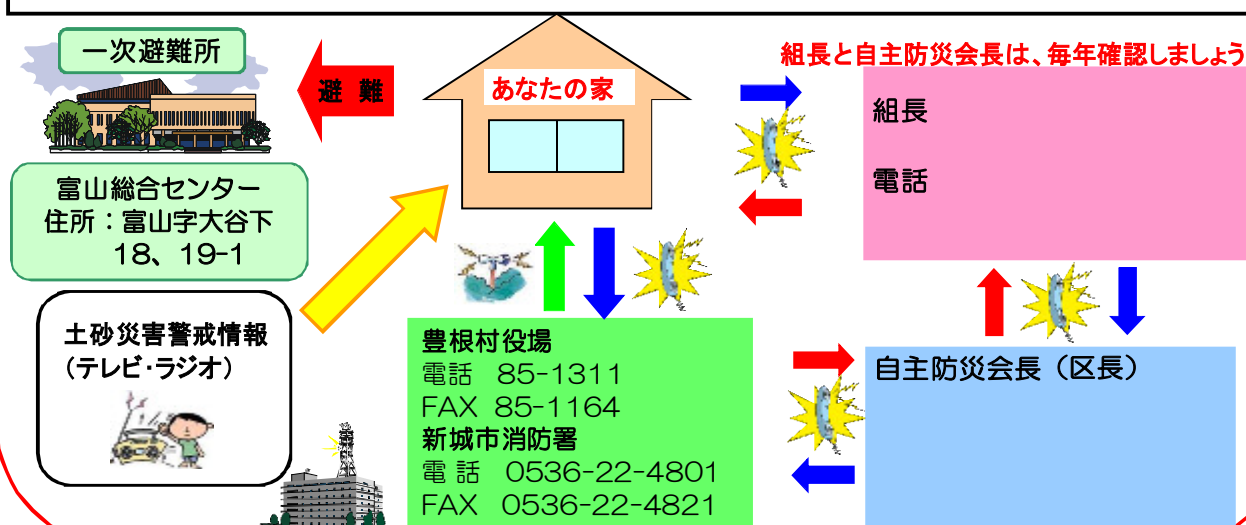 一次避難所
避 難
あなたの家
組長と自主防災会長は、毎年確認しましょう
組長
電話
富山総合センター
住所：富山字大谷下
18、19-1
土砂災害警戒情報
（テレビ・ラジオ）
豊根村役場
電話 85-1311
FAX 85-1164
新城市消防署
電 話 0536-22-4801
FAX 0536-22-4821
自主防災会長（区長）